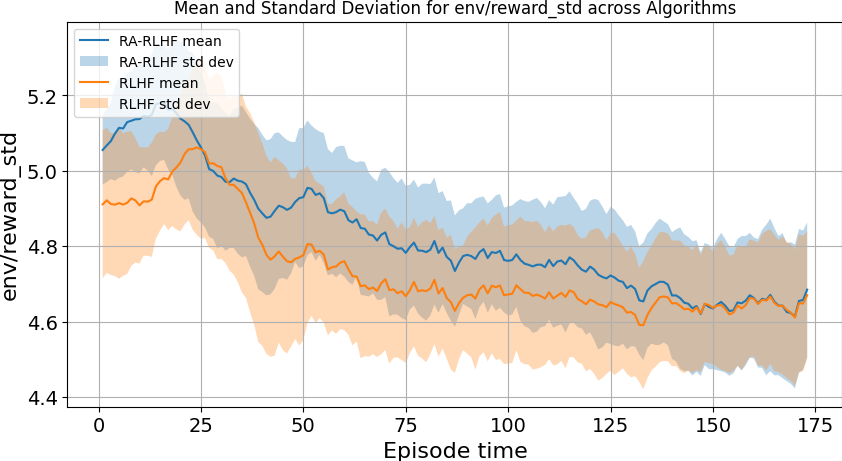 Mean and Standard Deviation for env/reward_std across Algorithms
RA-RLHF mean
RA-RLHF std dev
RLHF mean
RLHF std dev
env/reward_std
5.2
5.0
4.8
4.6
4.4
0 25 50 75 100 125 150 175
Episode time